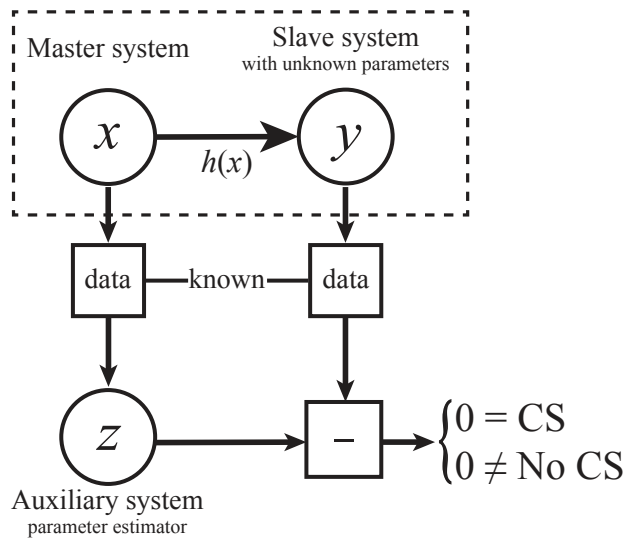 Master system
Slave system
with unknown parameters
x
h(x)
y
data
known
data
z
–
0 = CS
0 ≠ No CS
Auxiliary system
parameter estimator